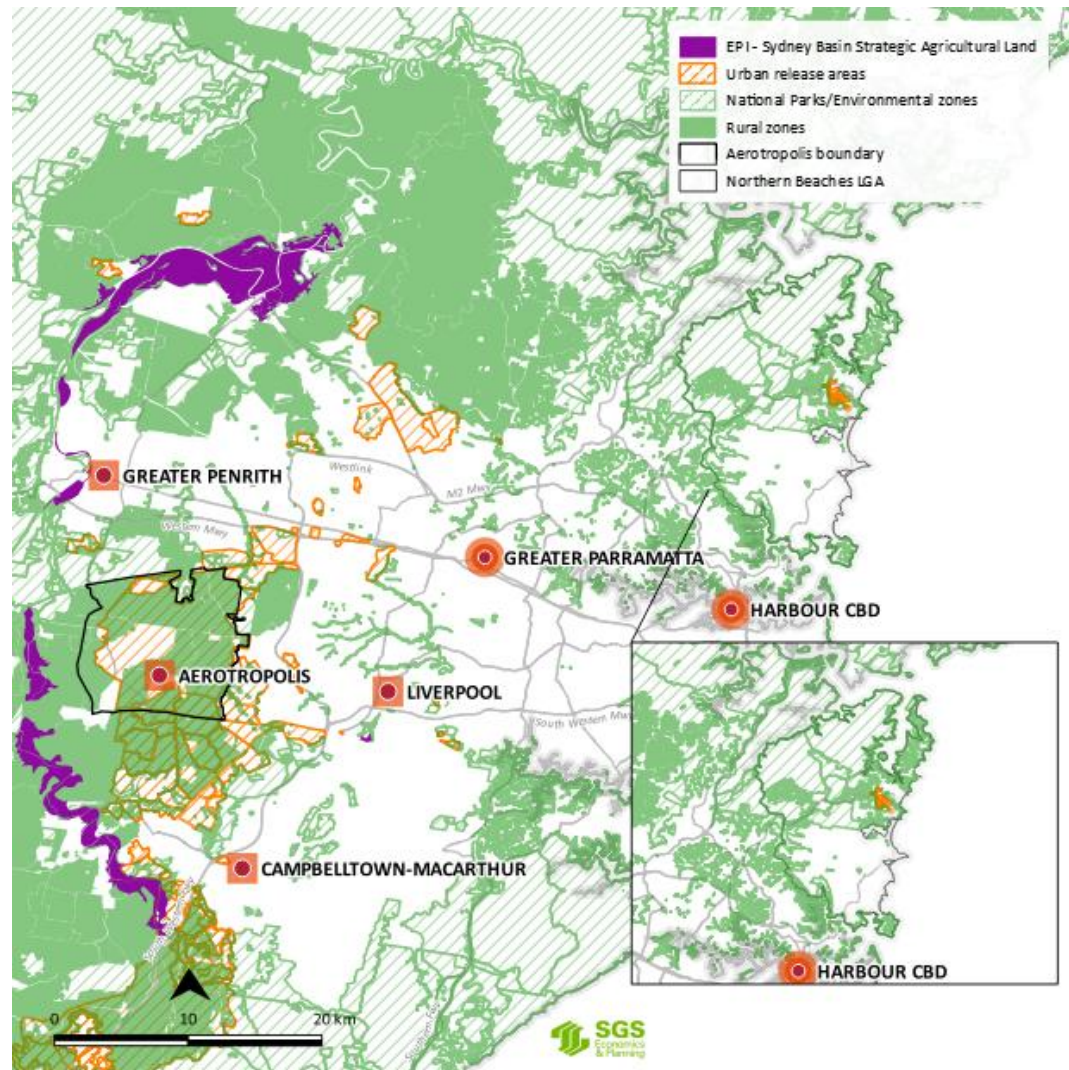 EPI - Sydney Basin Strategic Agricultural Land
Urban release areas
National Parks/Environmental zones
Rural zones
Aerotropolis boundary
Northern Beaches LGA
GREATER PENRITH
Westlink
M2 Mwy
Western Mwy
GREATER PARRAMATTA
HARBOUR CBD
AEROTROPOLIS
LIVERPOOL
South Western Mwy
CAMPBELLTOWN-MACARTHUR
HARBOUR CBD
0 10 20 km
SGS
Economics
& Planning